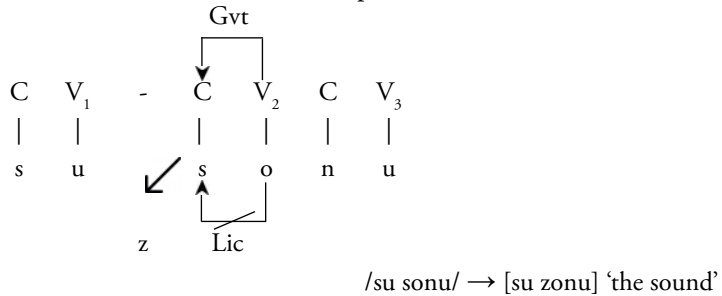 Gvt
C V₁ - C V₂ C V₃
s u s o n u
z Lic
/su sonu/ → [su zonu] ‘the sound’